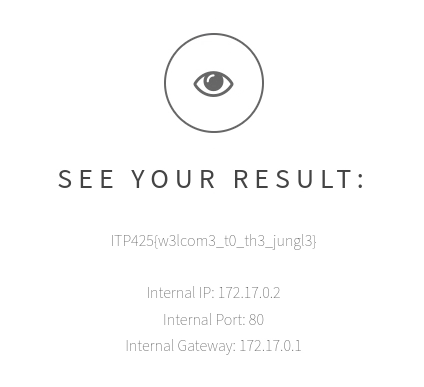 SEE YOUR RESULT:
ITP425{w3lcom3_t0_th3_jungl3}
Internal IP: 172.17.0.2
Internal Port: 80
Internal Gateway: 172.17.0.1